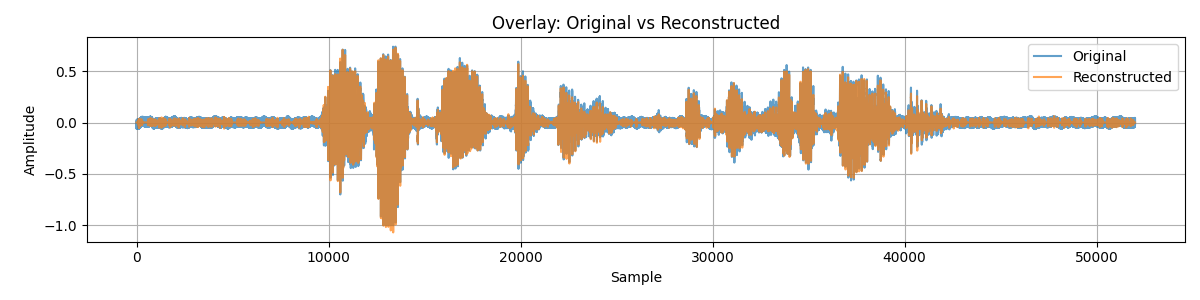 Overlay: Original vs Reconstructed
Original
Reconstructed
Amplitude
0.5
0.0
−0.5
−1.0
0 10000 20000 30000 40000 50000
Sample